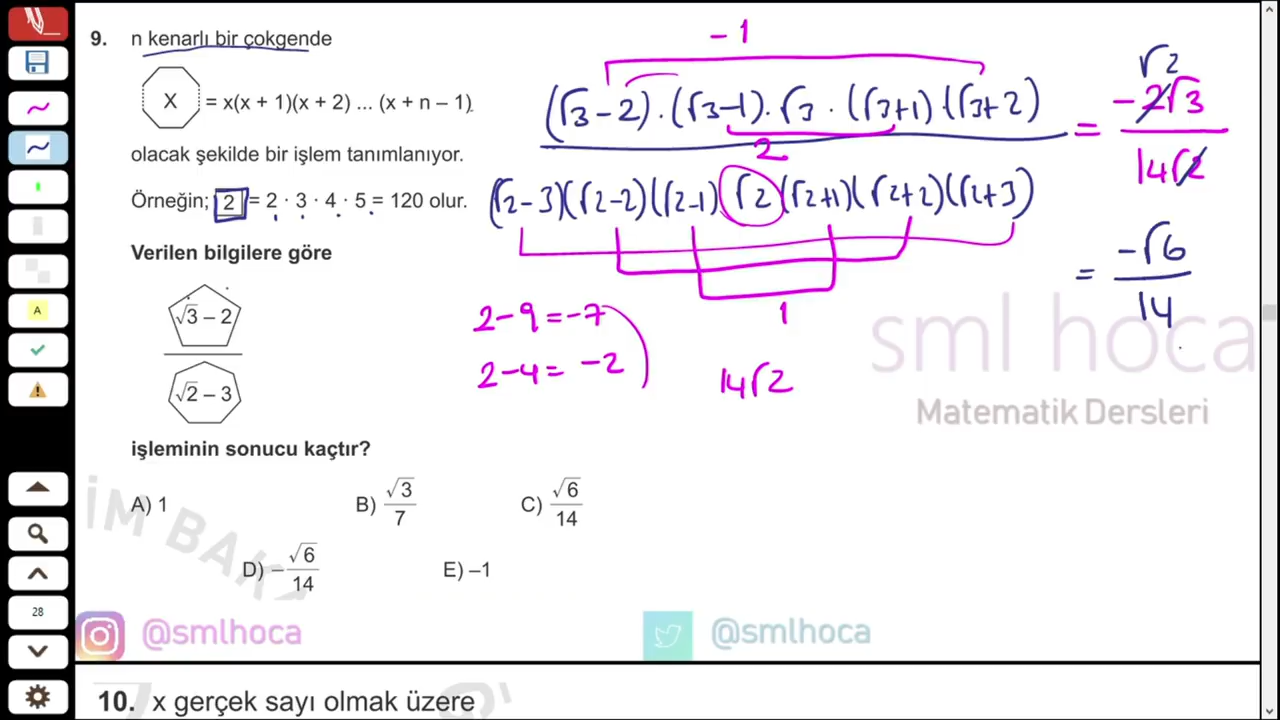 9. n kenarlı bir çokgende
X = x(x + 1)(x + 2) ... (x + n – 1)
olacak şekilde bir işlem tanımlanıyor.
Örneğin; 2 = 2 · 3 · 4 · 5 = 120 olur.
Verilen bilgilere göre
√3 – 2
√2 – 3
işleminin sonucu kaçtır?
A) 1
B) √3/7
C) √6/14
D) –√6/14
E) –1
-1
(√3-2).(√3-1).√3.(√3+1)(√3+2)
2
(√2-3)(√2-2)(√2-1)√2(√2+1)(√2+2)(√2+3)
1
2-9=-7
2-4=-2
14√2
√2
= -2√3
14√2
= -√6
14
sml hoca
Matematik Dersleri
İM BAK
@smlhoca
@smlhoca
A
28
10. x gerçek sayı olmak üzere